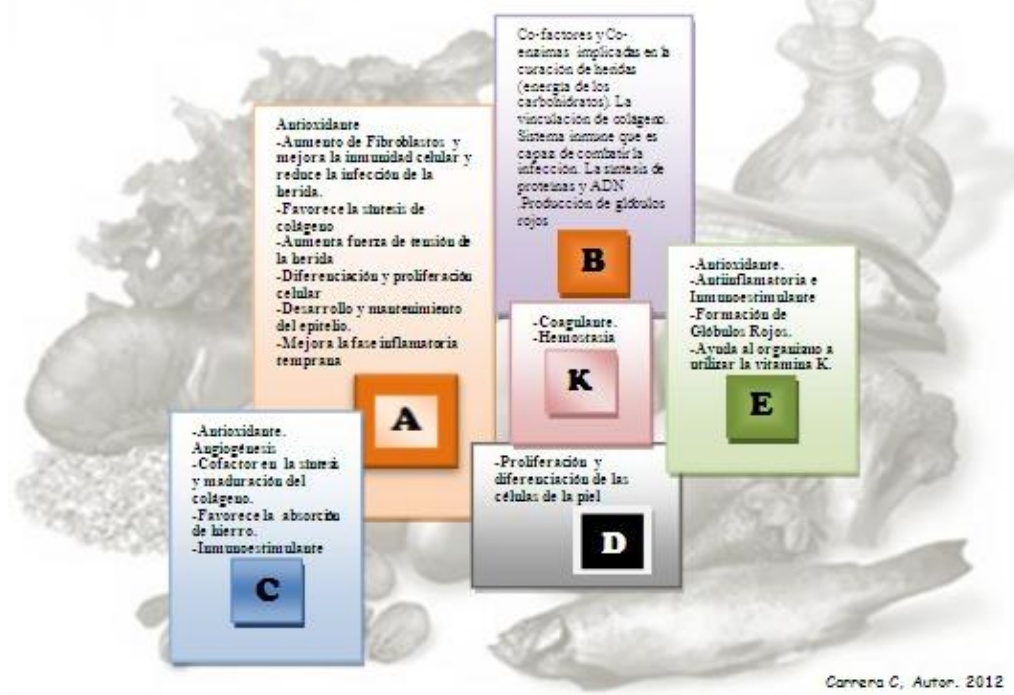 Co-factores y Co-
enzimas implicadas en la
curación de heridas
(energía de los
carbohidratos). La
vinculación de colágeno.
Sistema inmune que es
capaz de combatir la
infección. La síntesis de
proteínas y ADN
-Producción de glóbulos
rojos
B
Antioxidante
-Aumento de Fibroblastos y
mejora la inmunidad celular y
reduce la infección de la
herida.
-Favorece la síntesis de
colágeno
-Aumenta fuerza de tensión de
la herida
-Diferenciación y proliferación
celular
-Desarrollo y mantenimiento
del epitelio.
-Mejora la fase inflamatoria
temprana
A
-Antioxidante.
-Antiinflamatoria e
Inmunoestimulante
-Formación de
Glóbulos Rojos.
-Ayuda al organismo a
utilizar la vitamina K.
E
-Coagulante.
-Hemostasia
K
-Antioxidante.
Angiogénesis
-Cofactor en la síntesis
y maduración del
colágeno.
-Favorece la absorción
de hierro.
-Inmunoestimulante
C
-Proliferación y
diferenciación de las
células de la piel
D
Carrera C, Autor. 2012